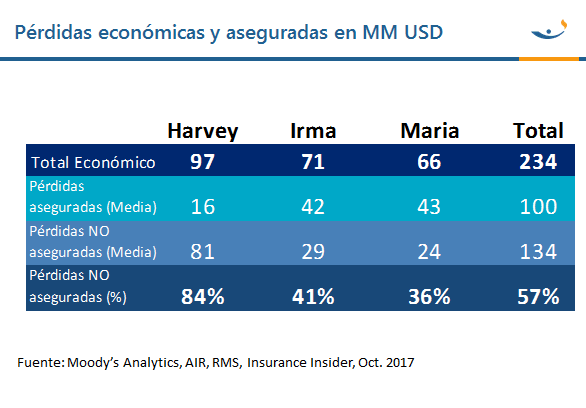 Pérdidas económicas y aseguradas en MM USD
Harvey Irma Maria Total
Total Económico 97 71 66 234
Pérdidas
aseguradas (Media) 16 42 43 100
Pérdidas NO
aseguradas (Media) 81 29 24 134
Pérdidas NO
aseguradas (%) 84% 41% 36% 57%
Fuente: Moody's Analytics, AIR, RMS, Insurance Insider, Oct. 2017